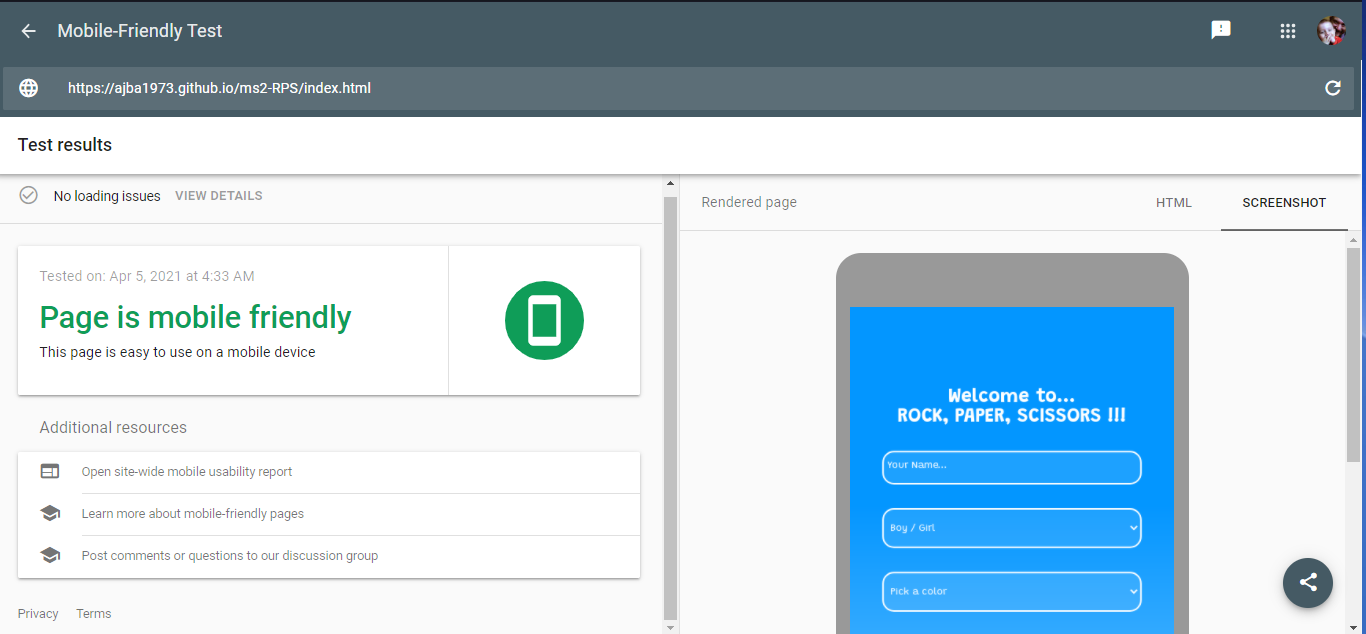 Mobile-Friendly Test
https://ajba1973.github.io/ms2-RPS/index.html
Test results
No loading issues VIEW DETAILS
Tested on: Apr 5, 2021 at 4:33 AM
Page is mobile friendly
This page is easy to use on a mobile device
Additional resources
Open site-wide mobile usability report
Learn more about mobile-friendly pages
Post comments or questions to our discussion group
Privacy Terms
Rendered page HTML SCREENSHOT
Welcome to...
ROCK, PAPER, SCISSORS !!!
Your Name...
Boy / Girl
Pick a color